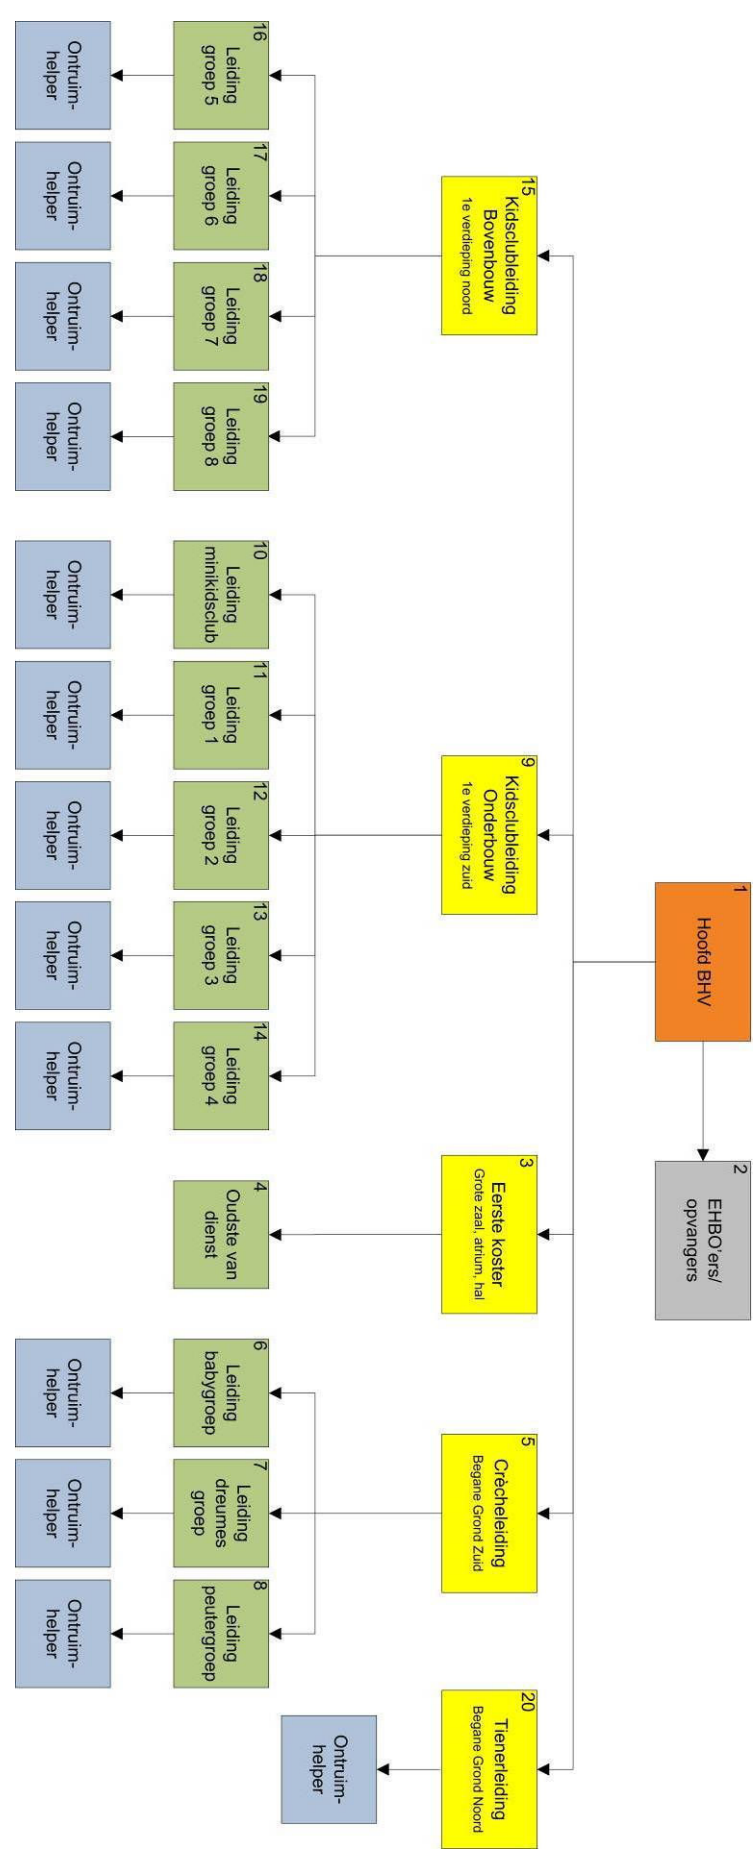 1
Hoofd BHV
2
EHBO'ers/
opvangers
15
Kidsclubleiding
Bovenbouw
1e verdieping noord
9
Kidsclubleiding
Onderbouw
1e verdieping zuid
3
Eerste koster
Grote zaal, atrium, hal
5
Crècheleiding
Begane Grond Zuid
20
Tienerleiding
Begane Grond Noord
16
Leiding
groep 5
17
Leiding
groep 6
18
Leiding
groep 7
19
Leiding
groep 8
10
Leiding
minikidsclub
11
Leiding
groep 1
12
Leiding
groep 2
13
Leiding
groep 3
14
Leiding
groep 4
4
Oudste van
dienst
6
Leiding
babygroep
7
Leiding
dreumes
groep
8
Leiding
peutergroep
Ontruim-
helper
Ontruim-
helper
Ontruim-
helper
Ontruim-
helper
Ontruim-
helper
Ontruim-
helper
Ontruim-
helper
Ontruim-
helper
Ontruim-
helper
Ontruim-
helper
Ontruim-
helper
Ontruim-
helper
Ontruim-
helper